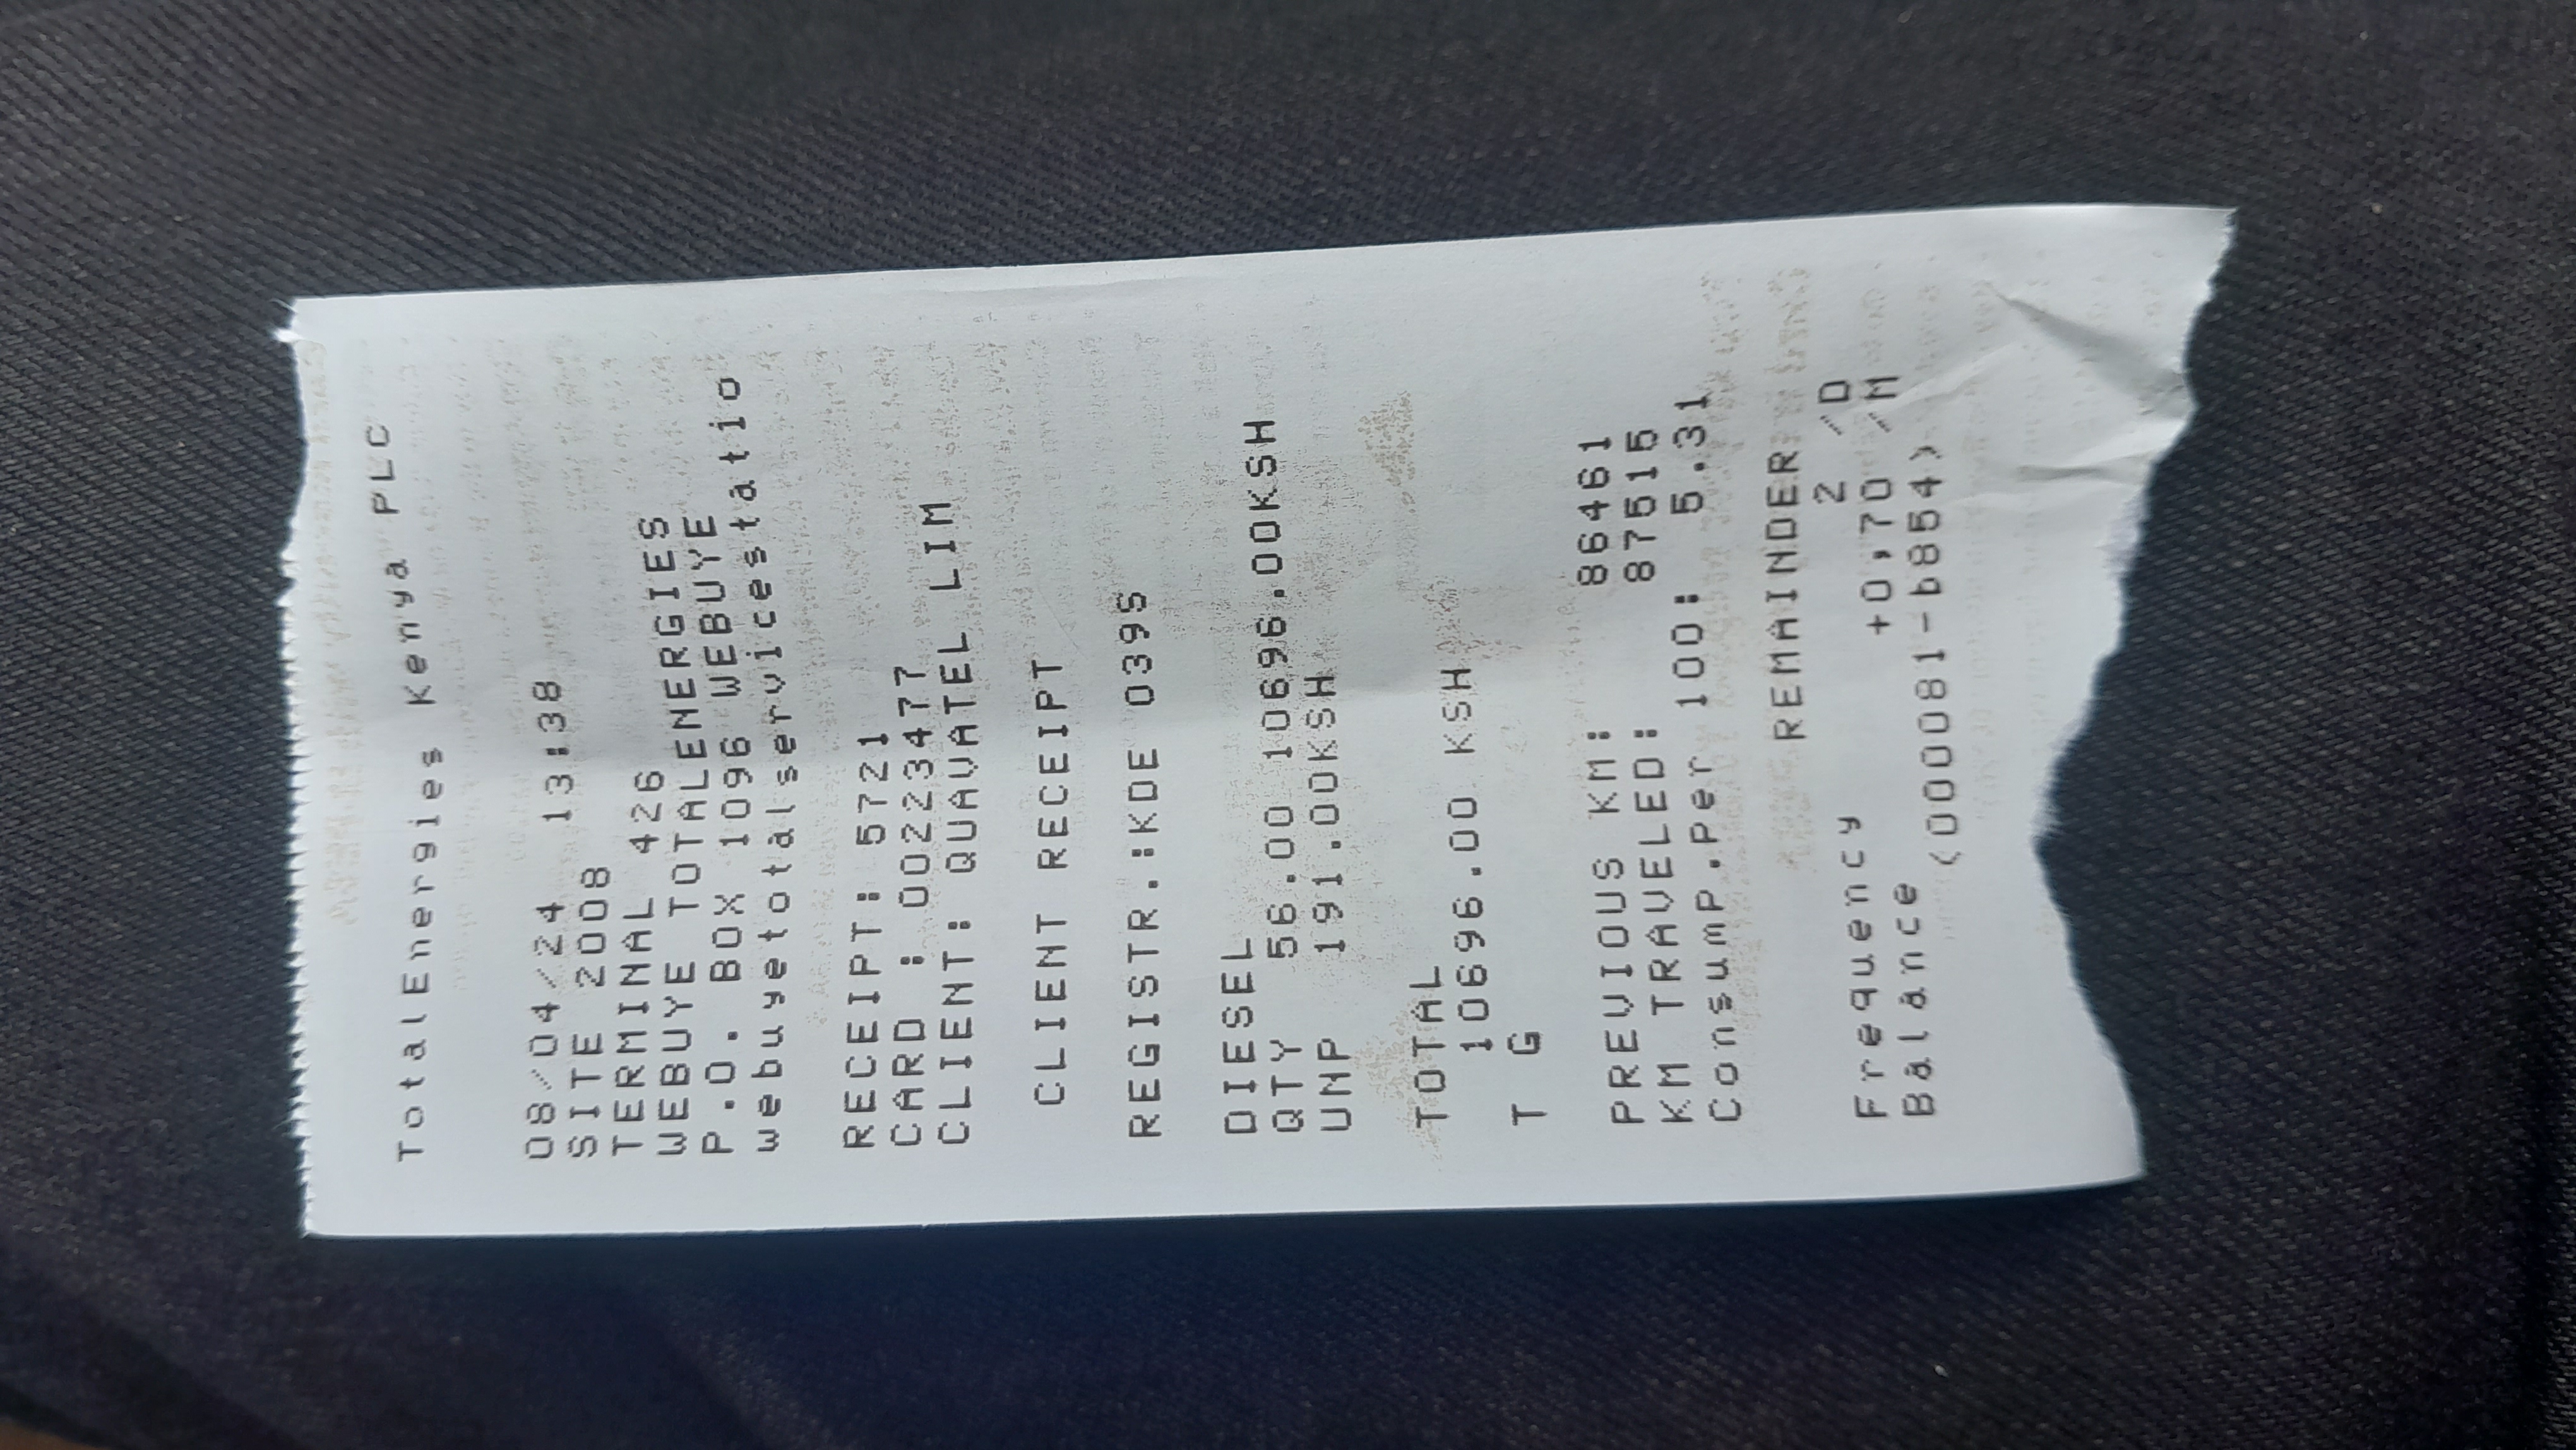 TotalEnergies Kenya PLC
08/04/24 13:38
SITE 2008
TERMINAL 426
WEBUYE TOTALENERGIES
P.O. BOX 1096 WEBUYE
webuyetotalservicestatio
RECEIPT: 5721
CARD : 00223477
CLIENT: QUAVATEL LIM
CLIENT RECEIPT
REGISTR.:KDE 039S
DIESEL
QTY 56.00 10696.00KSH
UNP 191.00KSH
TOTAL
10696.00 KSH
T G
PREVIOUS KM: 86461
KM TRAVELED: 87515
Consump.Per 100: 5.31
REMAINDER
Frequency 2 /D
Balance +0,70 /M
(000081-b854)